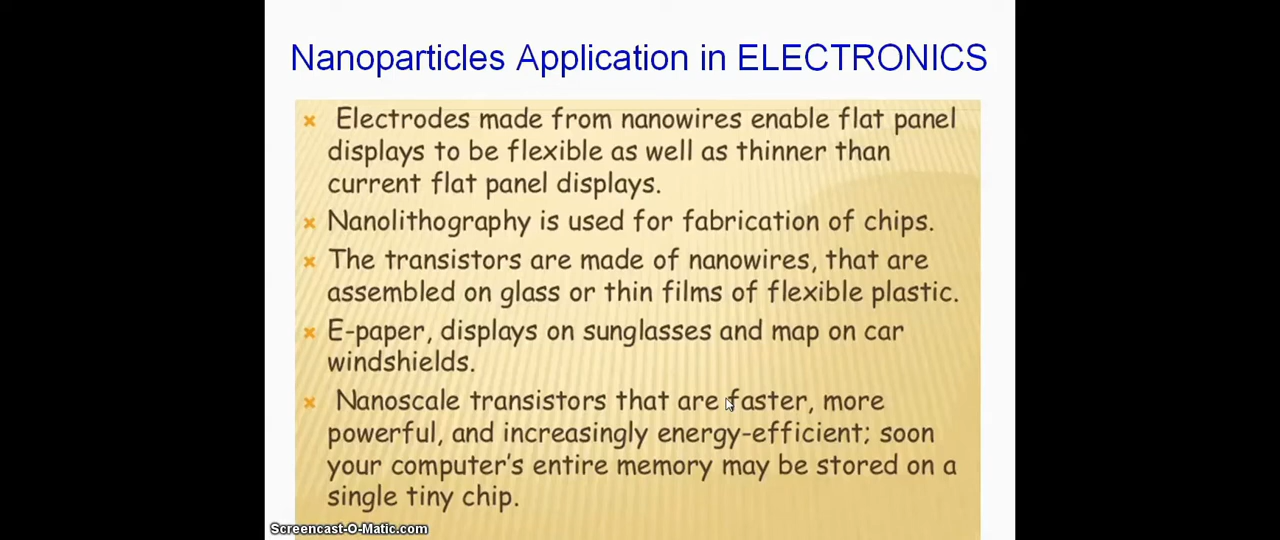 Nanoparticles Application in ELECTRONICS
Electrodes made from nanowires enable flat panel
displays to be flexible as well as thinner than
current flat panel displays.
Nanolithography is used for fabrication of chips.
The transistors are made of nanowires, that are
assembled on glass or thin films of flexible plastic.
E-paper, displays on sunglasses and map on car
windshields.
Nanoscale transistors that are faster, more
powerful, and increasingly energy-efficient; soon
your computer's entire memory may be stored on a
single tiny chip.
Screencast-O-Matic.com